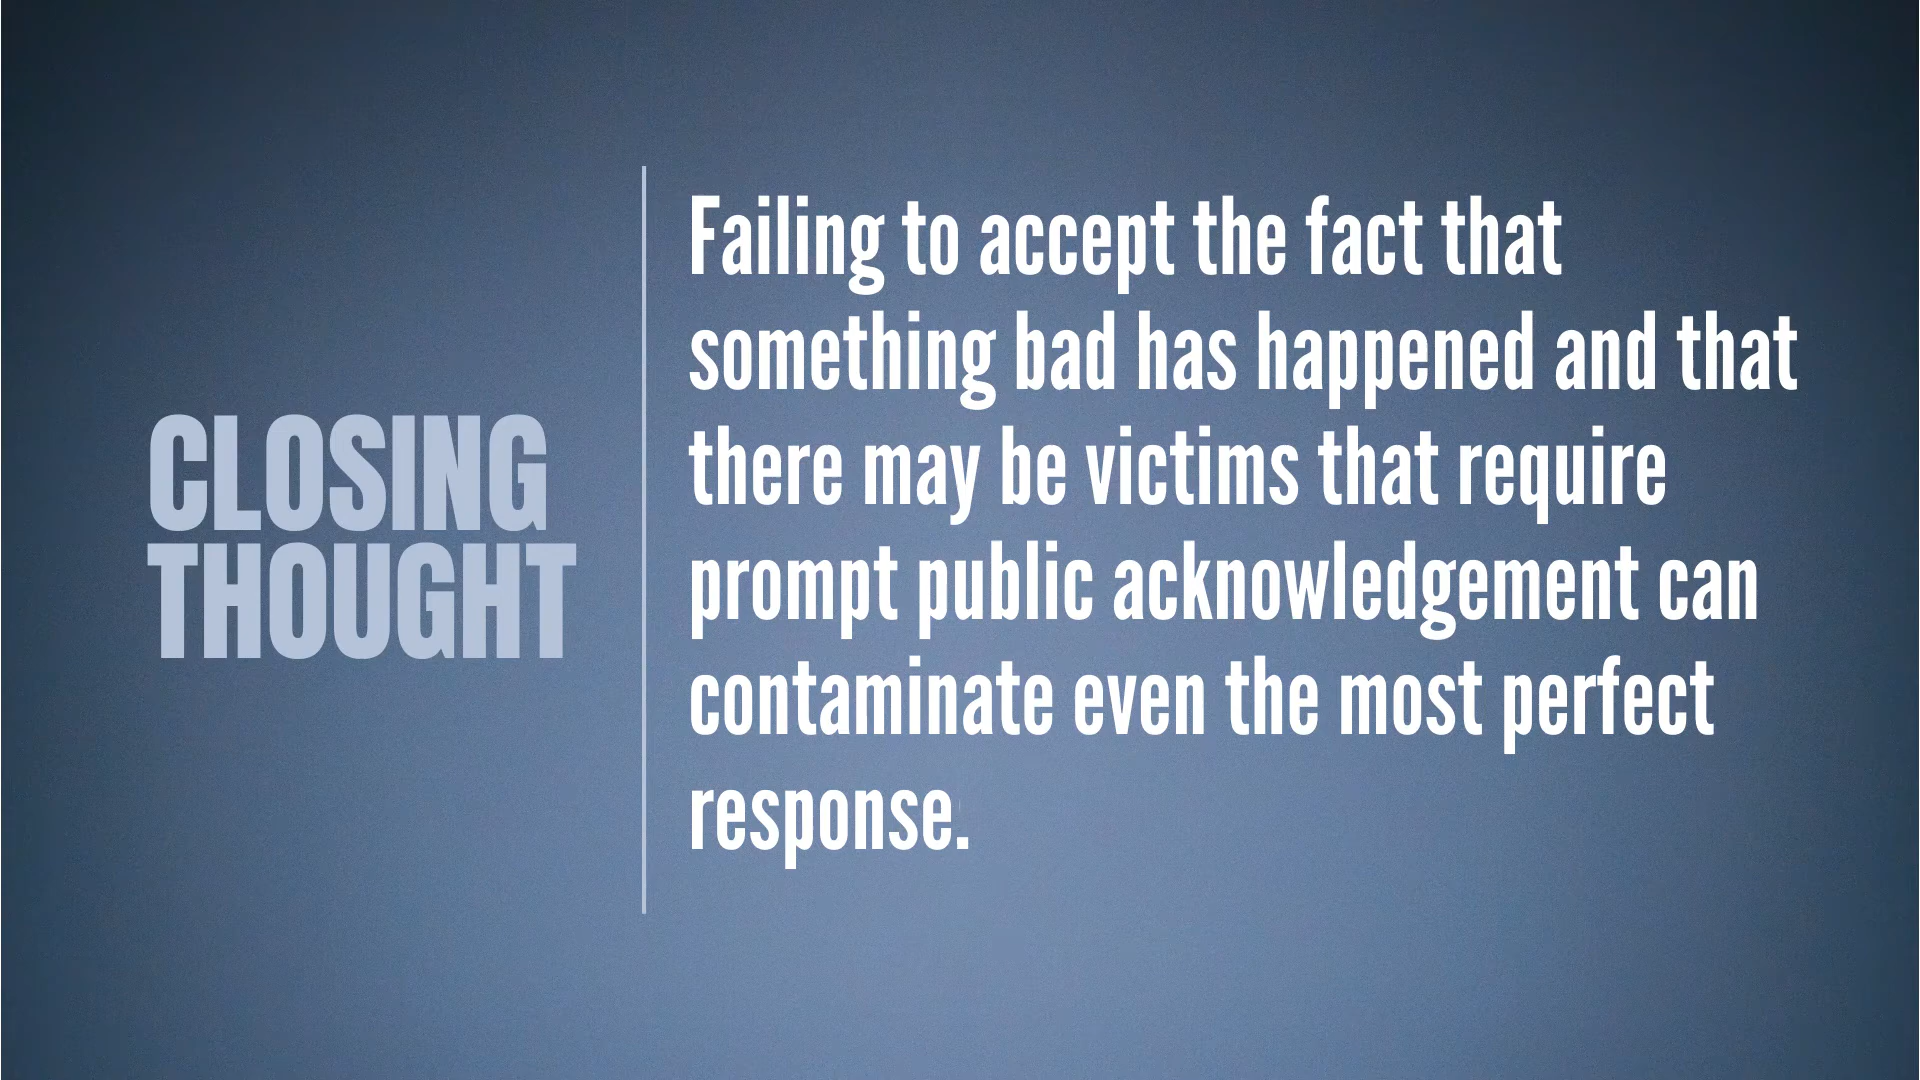 CLOSING
THOUGHT
Failing to accept the fact that
something bad has happened and that
there may be victims that require
prompt public acknowledgement can
contaminate even the most perfect
response.